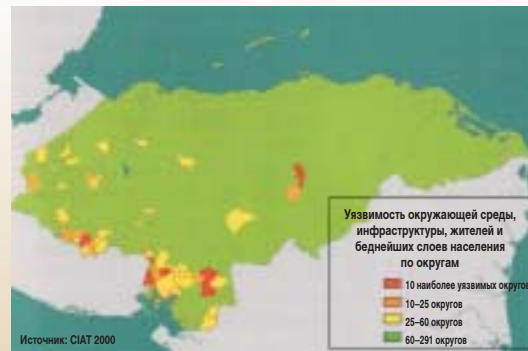 Уязвимость окружающей среды,
инфраструктуры, жителей и
беднейших слоев населения
по округам
10 наиболее уязвимых округов
10–25 округов
25–60 округов
60–291 округов
Источник: CIAT 2000